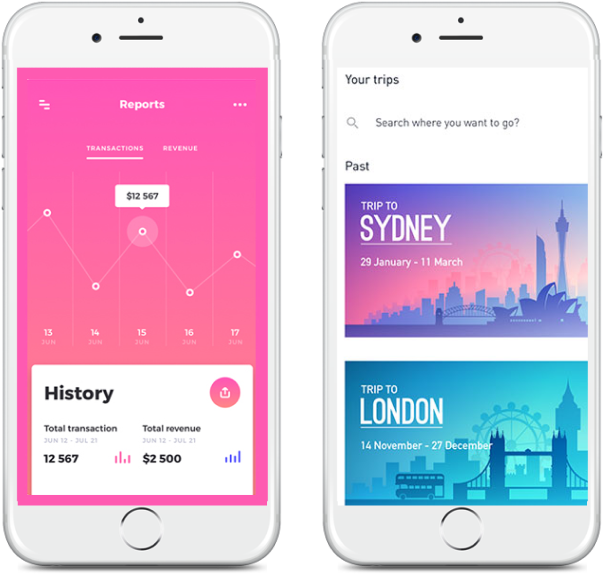 Reports
TRANSACTIONS REVENUE
$12 567
13 14 15 16 17
JUN JUN JUN JUN JUN
History
Total transaction Total revenue
JUN 12 - JUL 21 JUN 12 - JUL 21
12 567 $2 500
Your trips
Search where you want to go?
Past
TRIP TO
SYDNEY
29 January - 11 March
TRIP TO
LONDON
14 November - 27 December